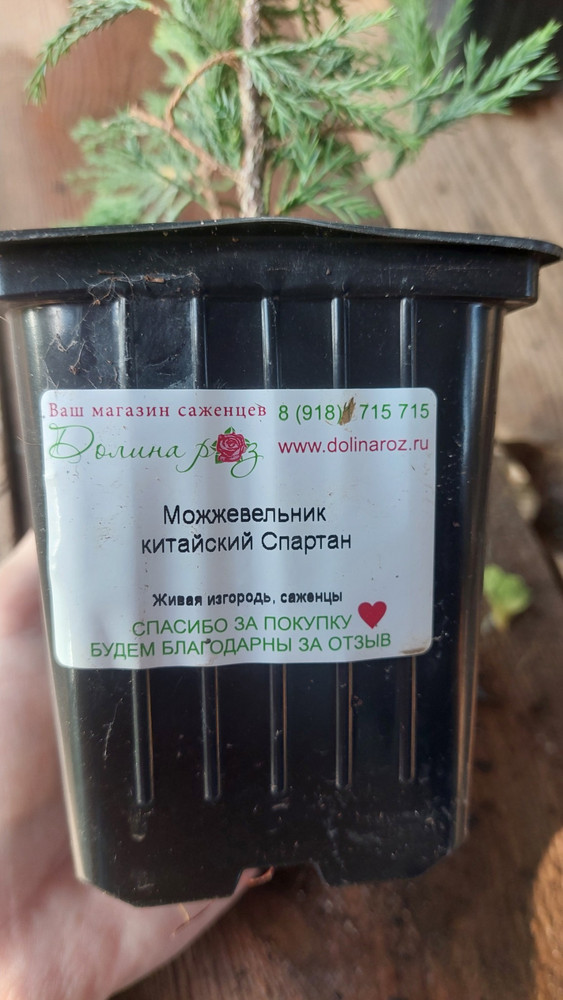 Ваш магазин саженцев 8 (918) 715 715
Долина роз www.dolinaroz.ru
Можжевельник
китайский Спартан
Живая изгородь, саженцы
СПАСИБО ЗА ПОКУПКУ
БУДЕМ БЛАГОДАРНЫ ЗА ОТЗЫВ